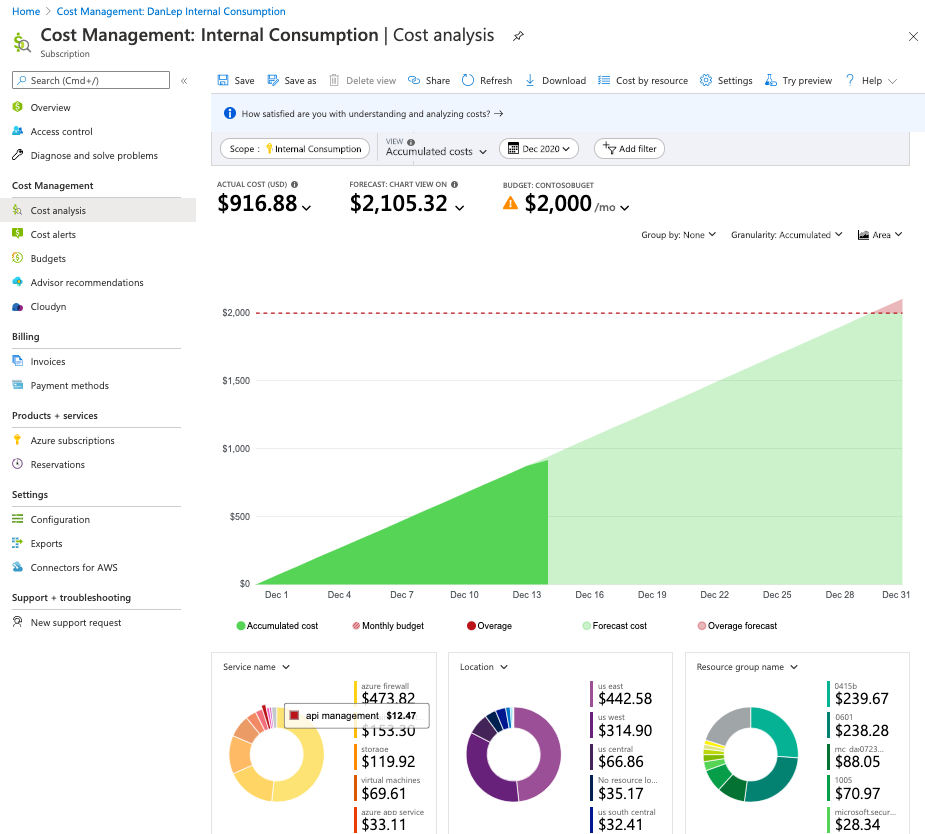 Home > Cost Management: DanLep Internal Consumption
Cost Management: Internal Consumption | Cost analysis
Subscription
Search (Cmd+/)
«
Overview
Access control
Diagnose and solve problems
Cost Management
Cost analysis
Cost alerts
Budgets
Advisor recommendations
Cloudyn
Billing
Invoices
Payment methods
Products + services
Azure subscriptions
Reservations
Settings
Configuration
Exports
Connectors for AWS
Support + troubleshooting
New support request
Save Save as Delete view Share Refresh Download Cost by resource Settings Try preview Help
How satisfied are you with understanding and analyzing costs? →
Scope : Internal Consumption
VIEW
Accumulated costs
Dec 2020
Add filter
ACTUAL COST (USD)
$916.88
FORECAST: CHART VIEW ON
$2,105.32
BUDGET: CONTOSOBUGET
$2,000 /mo
Group by: None Granularity: Accumulated Area
$2,000
$1,500
$1,000
$500
$0
Dec 1 Dec 4 Dec 7 Dec 10 Dec 13 Dec 16 Dec 19 Dec 22 Dec 25 Dec 28 Dec 31
Accumulated cost Monthly budget Overage Forecast cost Overage forecast
Service name
azure firewall
$473.82
api management $12.47
$153.30
storage
$119.92
virtual machines
$69.61
azure app service
$33.11
Location
us east
$442.58
us west
$314.90
us central
$66.86
No resource lo...
$35.17
us south central
$32.41
Resource group name
0415b
$239.67
0601
$238.28
mc_da0723...
$88.05
1005
$70.97
microsoft.secur...
$28.34